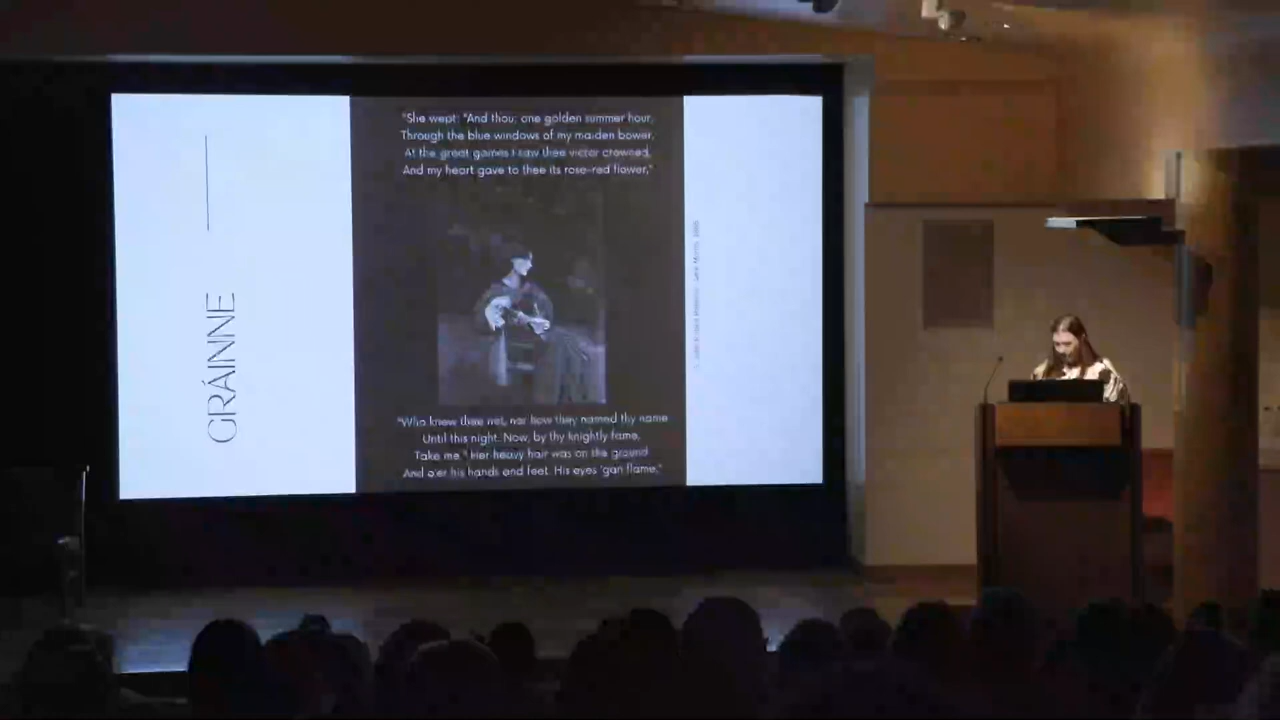 GRÁINNE
"She wept: "And thou; one golden summer hour,
Through the blue windows of my maiden bower,
At the great games I saw thee victor crowned,
And my heart gave to thee its rose-red flower,"
"Who knew thee not, nor how they named thy name
Until this night. Now, by thy knightly fame,
Take me." Her heavy hair was on the ground
And o'er his hands and feet. His eyes 'gan flame,"